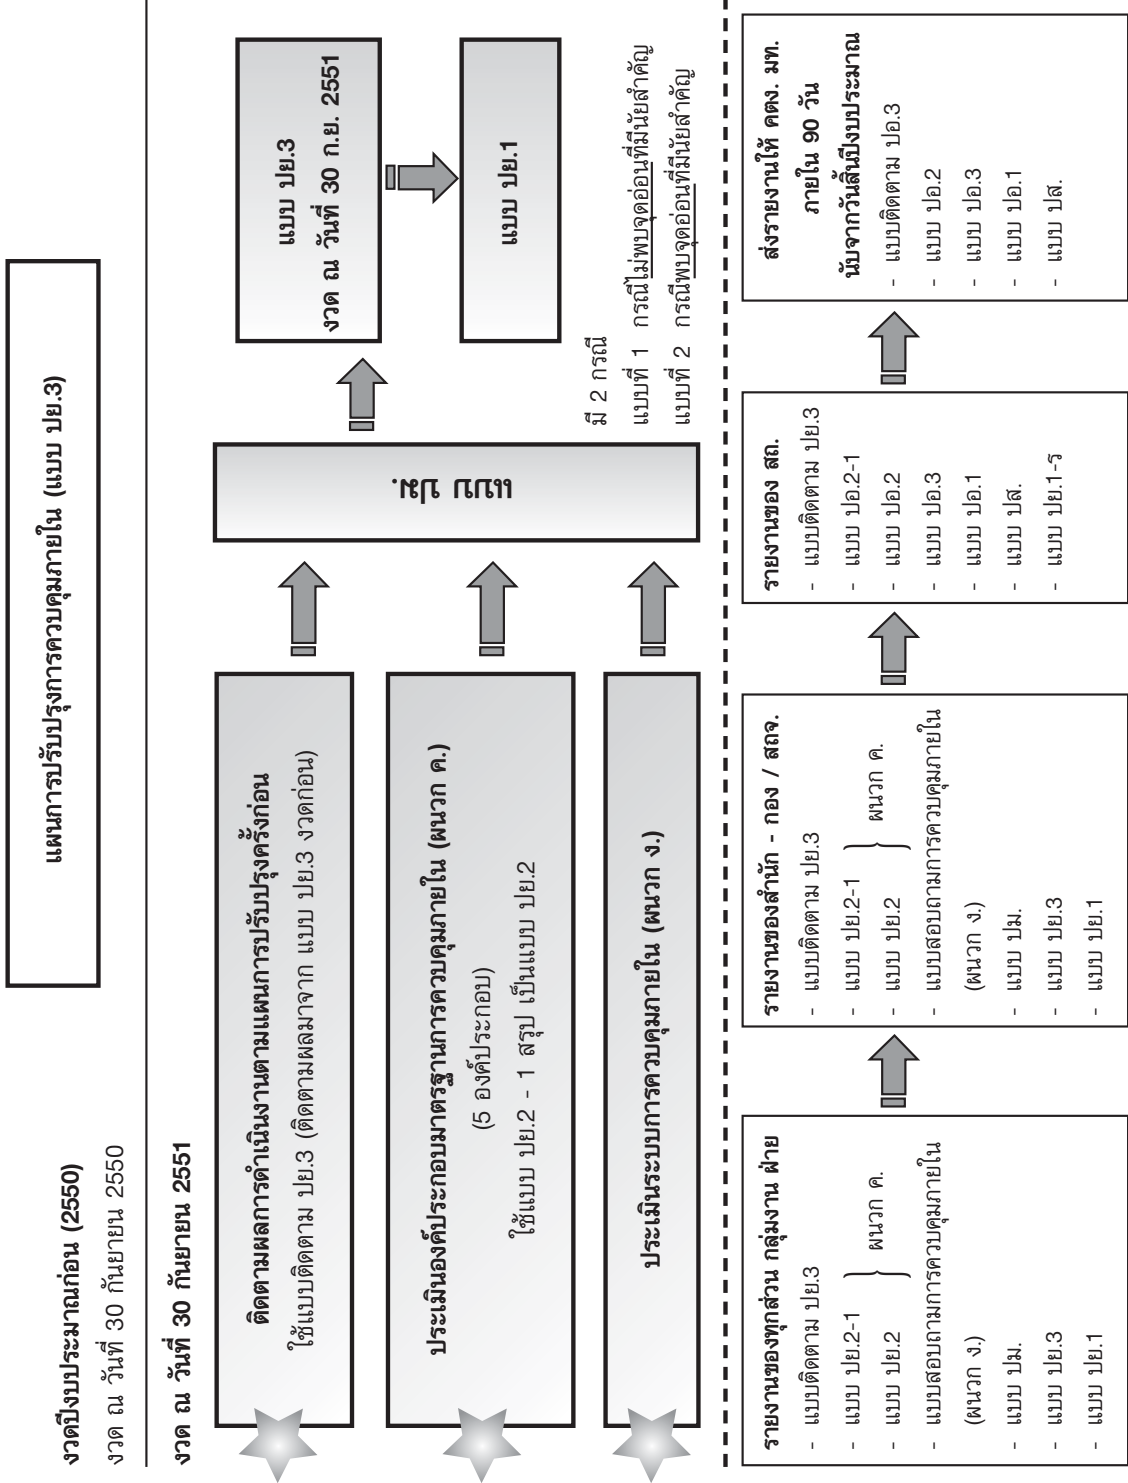 แผนการปรับปรุงการควบคุมภายใน (แบบ ปย.3)
งวดปีงบประมาณก่อน (2550)
งวด ณ วันที่ 30 กันยายน 2550
งวด ณ วันที่ 30 กันยายน 2551
ติดตามผลการดำเนินงานตามแผนการปรับปรุงครั้งก่อน
ใช้แบบติดตาม ปย.3 (ติดตามผลมาจาก แบบ ปย.3 งวดก่อน)
ประเมินองค์ประกอบมาตรฐานการควบคุมภายใน (ผนวก ค.)
(5 องค์ประกอบ)
ใช้แบบ ปย.2 - 1 สรุป เป็นแบบ ปย.2
ประเมินระบบการควบคุมภายใน (ผนวก ง.)
แบบ ปม.
แบบ ปย.3
งวด ณ วันที่ 30 ก.ย. 2551
แบบ ปย.1
มี 2 กรณี
แบบที่ 1 กรณีไม่พบจุดอ่อนที่มีนัยสำคัญ
แบบที่ 2 กรณีพบจุดอ่อนที่มีนัยสำคัญ
รายงานของทุกส่วน กลุ่มงาน ฝ่าย
- แบบติดตาม ปย.3
- แบบ ปย.2-1
- แบบ ปย.2
} ผนวก ค.
- แบบสอบถามการควบคุมภายใน
(ผนวก ง.)
- แบบ ปม.
- แบบ ปย.3
- แบบ ปย.1
รายงานของสำนัก - กอง / สถจ.
- แบบติดตาม ปย.3
- แบบ ปย.2-1
- แบบ ปย.2
} ผนวก ค.
- แบบสอบถามการควบคุมภายใน
(ผนวก ง.)
- แบบ ปม.
- แบบ ปย.3
- แบบ ปย.1
รายงานของ สถ.
- แบบติดตาม ปย.3
- แบบ ปอ.2-1
- แบบ ปอ.2
- แบบ ปอ.3
- แบบ ปอ.1
- แบบ ปส.
- แบบ ปย.1-ร
ส่งรายงานให้ คตง. มท.
ภายใน 90 วัน
นับจากวันสิ้นปีงบประมาณ
- แบบติดตาม ปอ.3
- แบบ ปอ.2
- แบบ ปอ.3
- แบบ ปอ.1
- แบบ ปส.